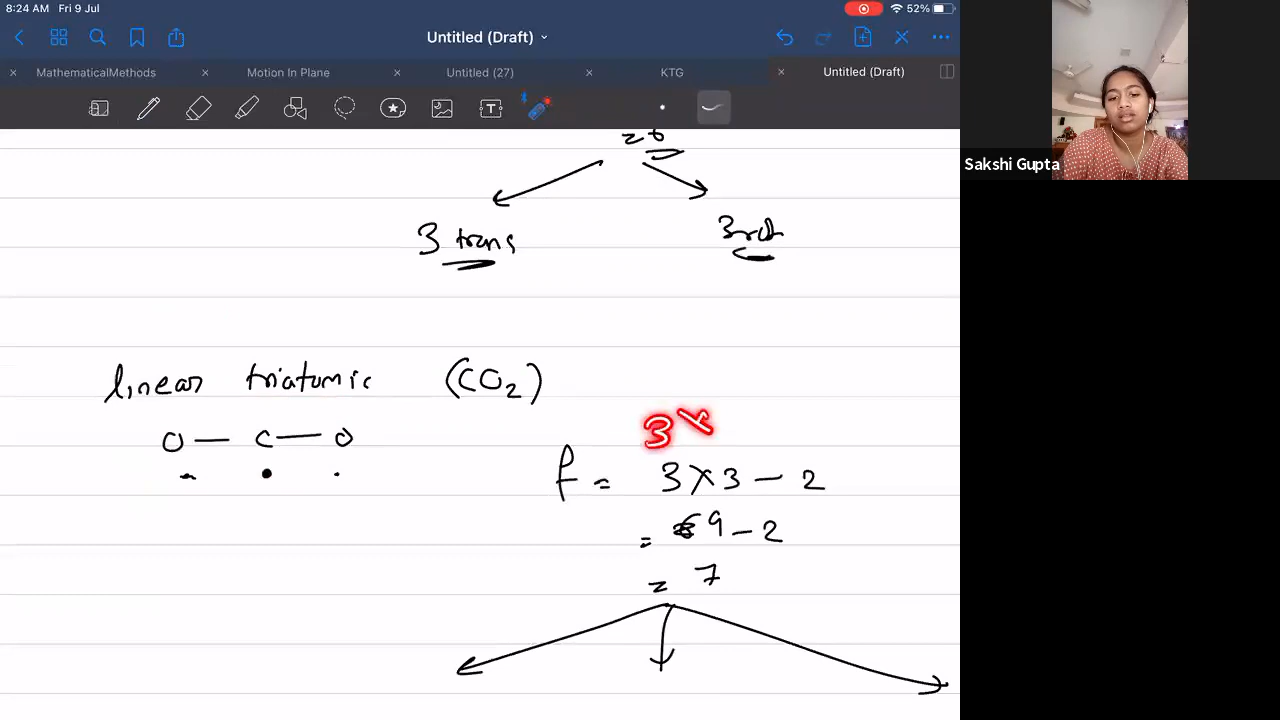 8:24 AM Fri 9 Jul
52%
Untitled (Draft)
MathematicalMethods
Motion In Plane
Untitled (27)
KTG
Untitled (Draft)
Sakshi Gupta
= 6
3 trans
3 rot
linear triatomic (CO2)
O — C — O
3 x
f = 3 x 3 - 2
= 9 - 2
= 7